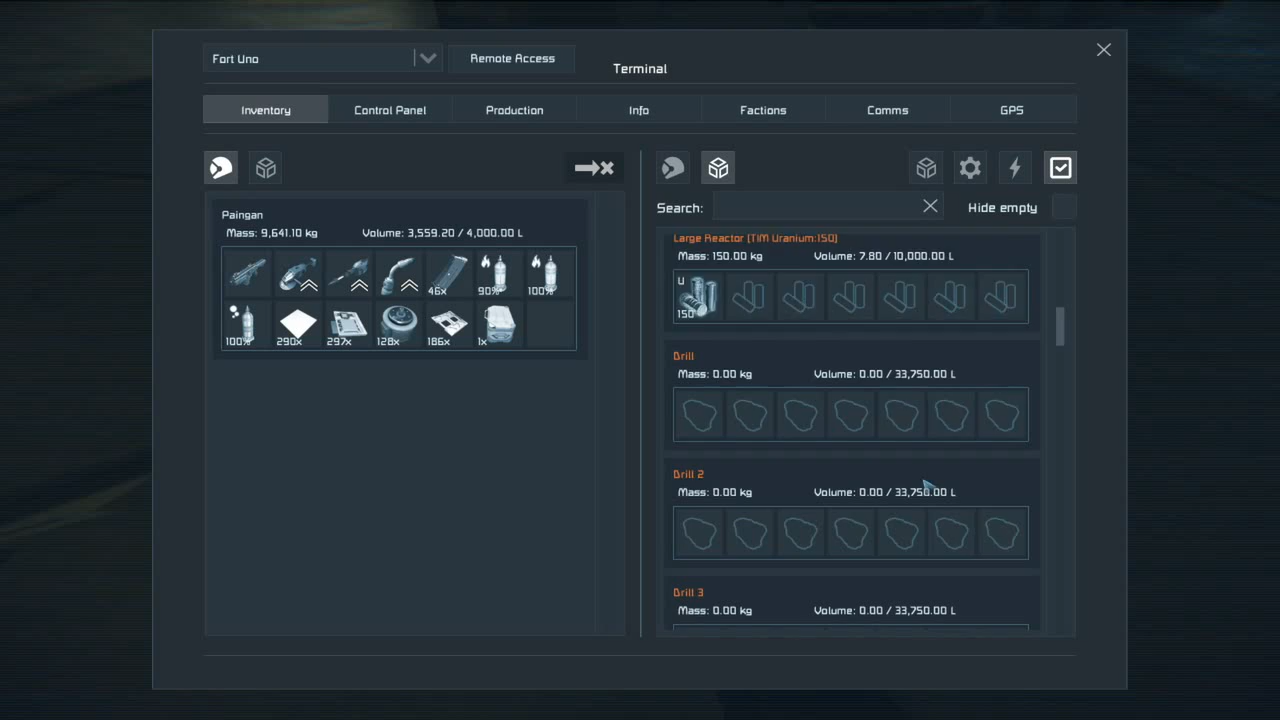 Fort Uno
Remote Access
Terminal
Inventory
Control Panel
Production
Info
Factions
Comms
GPS
Paingan
Mass: 9,641.10 kg Volume: 3,559.20 / 4,000.00 L
46x
90%
100%
100%
290x
297x
128x
186x
1x
Search:
Hide empty
Large Reactor [TIM Uranium:150]
Mass: 150.00 kg Volume: 7.80 / 10,000.00 L
U
150
Drill
Mass: 0.00 kg Volume: 0.00 / 33,750.00 L
Drill 2
Mass: 0.00 kg Volume: 0.00 / 33,750.00 L
Drill 3
Mass: 0.00 kg Volume: 0.00 / 33,750.00 L